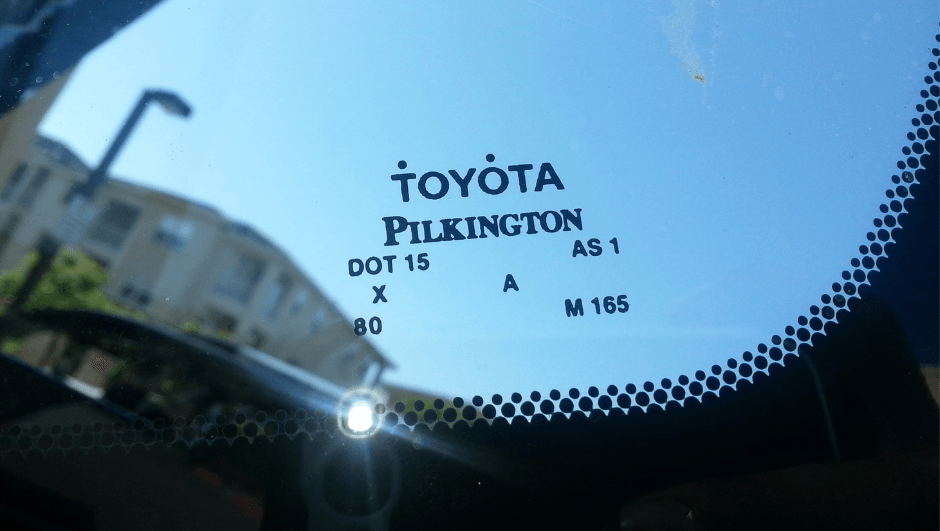 TOYOTA
PILKINGTON
DOT 15 AS 1
X A
80 M 165